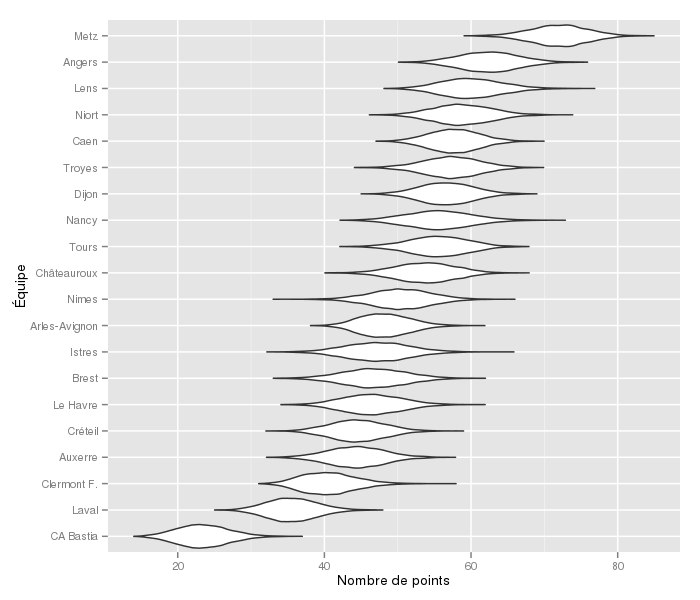 Metz
Angers
Lens
Niort
Caen
Troyes
Dijon
Nancy
Tours
Châteauroux
Nimes
Arles-Avignon
Istres
Brest
Le Havre
Créteil
Auxerre
Clermont F.
Laval
CA Bastia
Équipe
20 40 60 80
Nombre de points